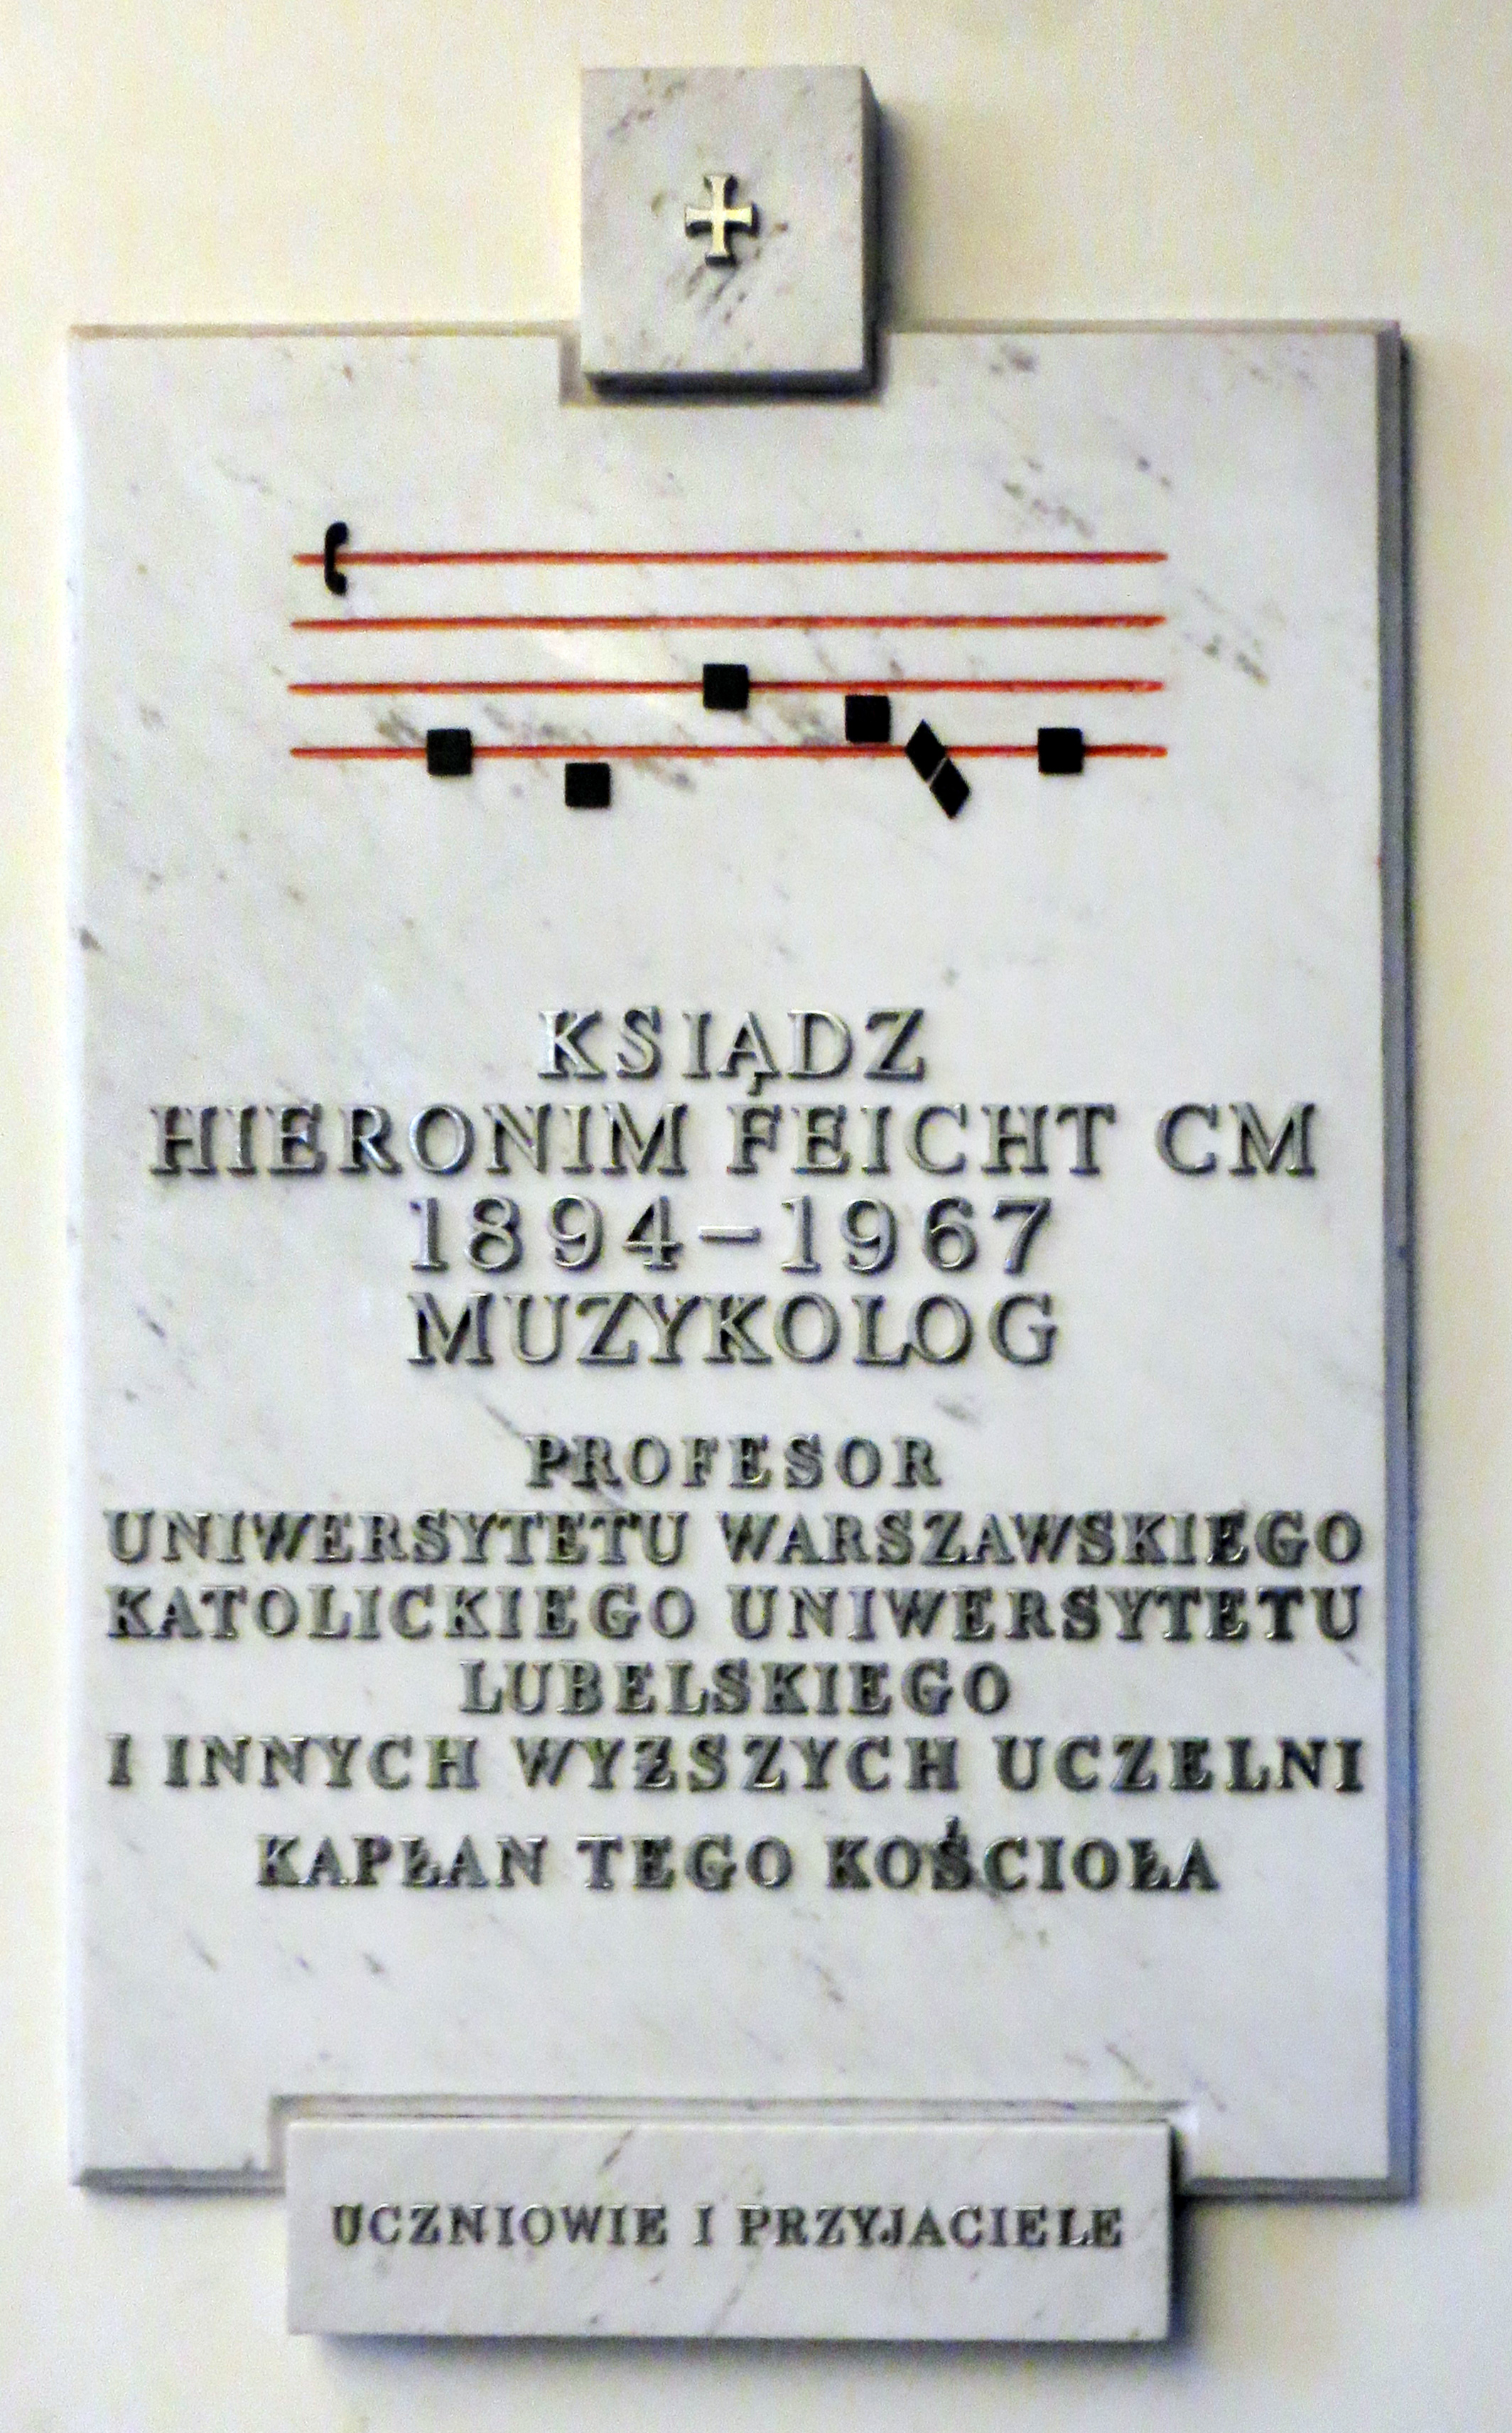 KSIĄDZ
HIERONIM FEICHT CM
1894–1967
MUZYKOLOG
PROFESOR
UNIWERSYTETU WARSZAWSKIEGO
KATOLICKIEGO UNIWERSYTETU
LUBELSKIEGO
I INNYCH WYŻSZYCH UCZELNI
KAPŁAN TEGO KOŚCIOŁA
UCZNIOWIE I PRZYJACIELE